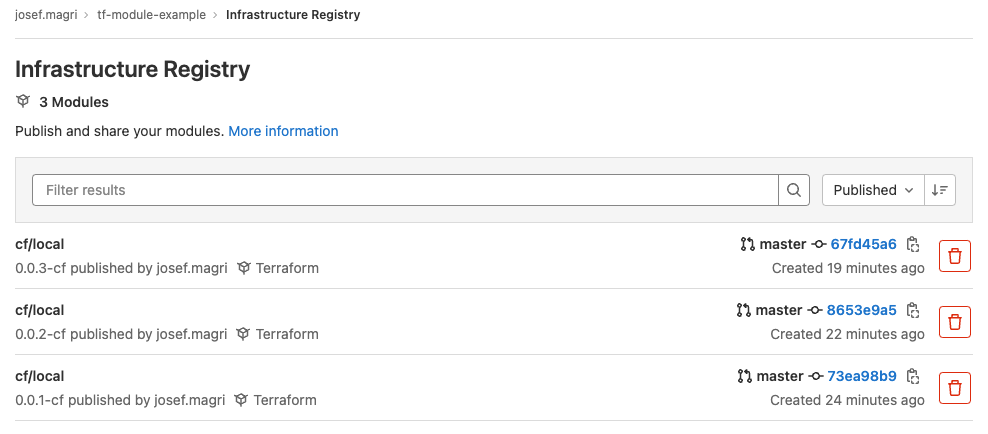 josef.magri > tf-module-example > Infrastructure Registry
Infrastructure Registry
3 Modules
Publish and share your modules. More information
Filter results
Published
cf/local
master 67fd45a6
0.0.3-cf published by josef.magri Terraform
Created 19 minutes ago
cf/local
master 8653e9a5
0.0.2-cf published by josef.magri Terraform
Created 22 minutes ago
cf/local
master 73ea98b9
0.0.1-cf published by josef.magri Terraform
Created 24 minutes ago